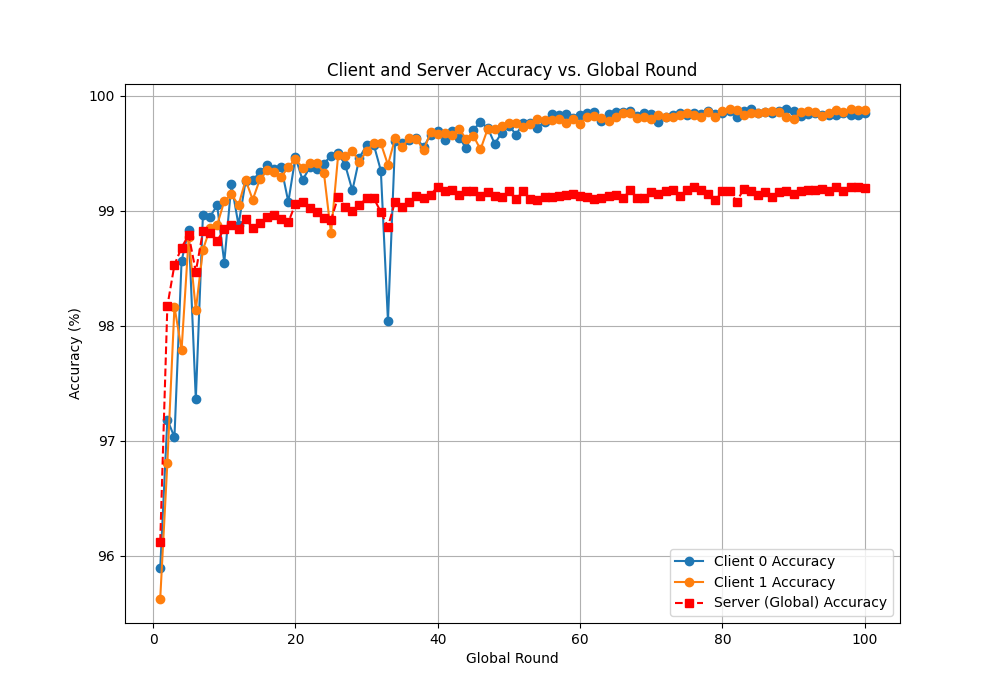 Client and Server Accuracy vs. Global Round
100
99
98
97
96
Accuracy (%)
0 20 40 60 80 100
Global Round
Client 0 Accuracy
Client 1 Accuracy
Server (Global) Accuracy